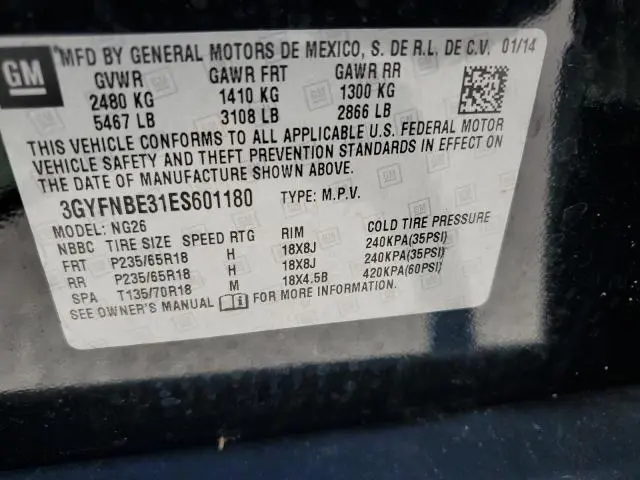 GM
MFD BY GENERAL MOTORS DE MEXICO, S. DE R.L. DE C.V. 01/14
GVWR GAWR FRT GAWR RR
2480 KG 1410 KG 1300 KG
5467 LB 3108 LB 2866 LB
THIS VEHICLE CONFORMS TO ALL APPLICABLE U.S. FEDERAL MOTOR
VEHICLE SAFETY AND THEFT PREVENTION STANDARDS IN EFFECT ON
THE DATE OF MANUFACTURE SHOWN ABOVE.
3GYFNBE31ES601180 TYPE: M.P.V.
MODEL: NG26
NBBC TIRE SIZE SPEED RTG RIM COLD TIRE PRESSURE
FRT P235/65R18 H 18X8J 240KPA(35PSI)
RR P235/65R18 H 18X8J 240KPA(35PSI)
SPA T135/70R18 M 18X4.5B 420KPA(60PSI)
SEE OWNER'S MANUAL FOR MORE INFORMATION.